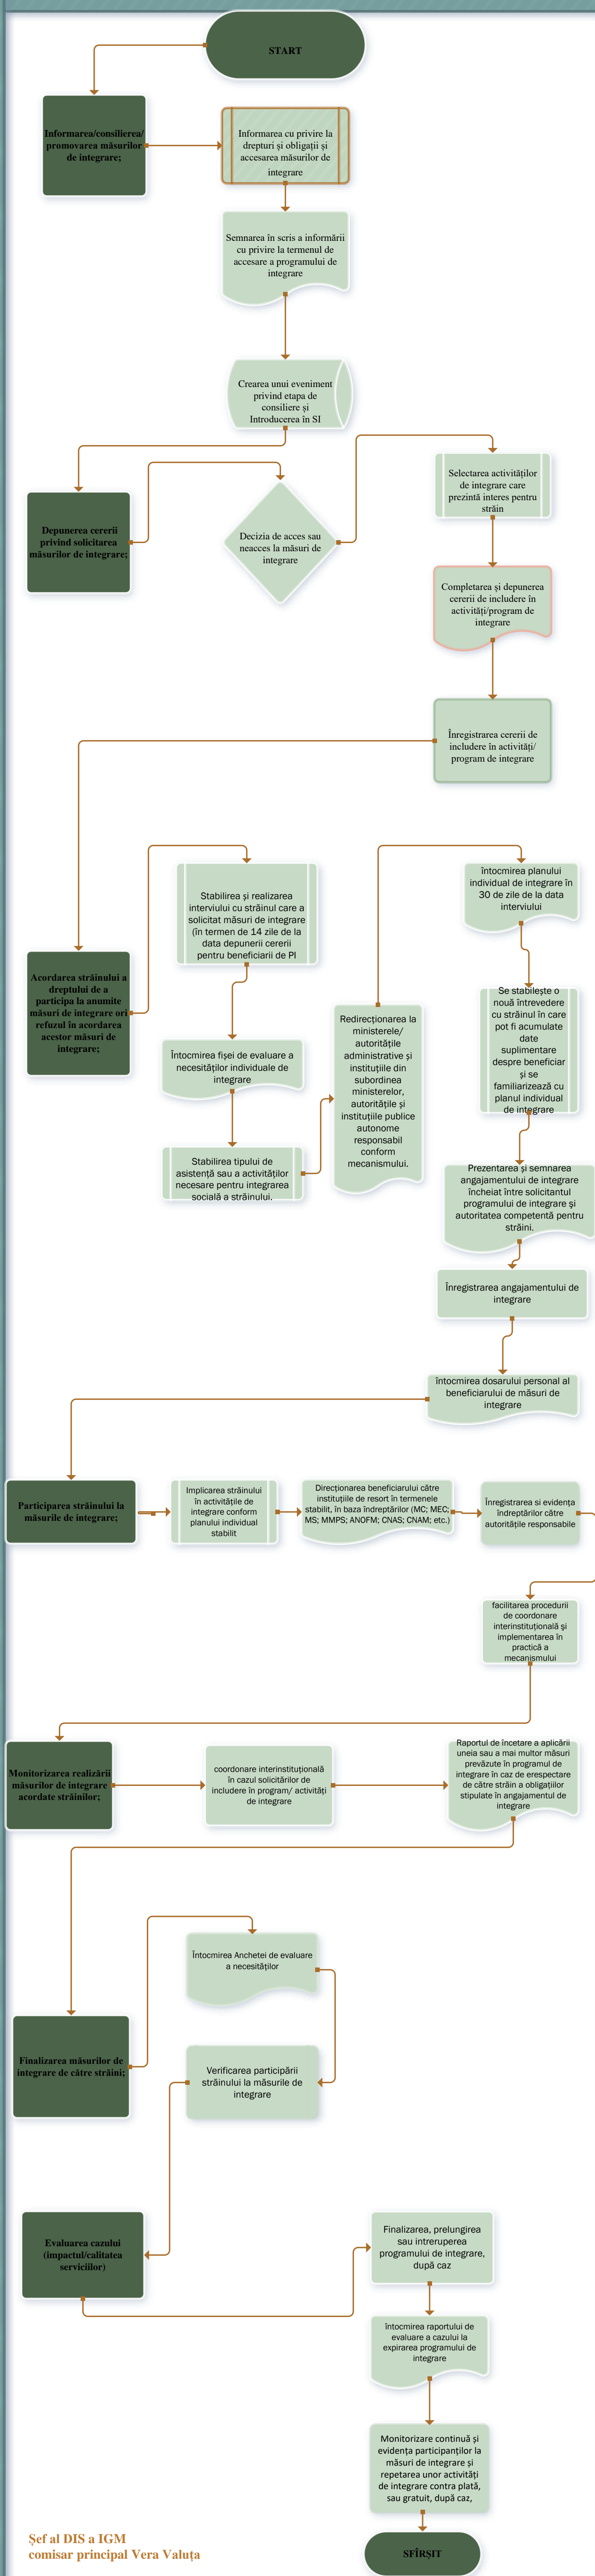 START
Informarea/consilierea/
promovarea măsurilor
de integrare;
Informarea cu privire la
drepturi și obligații și
accesarea măsurilor de
integrare
Semnarea în scris a informării
cu privire la termenul de
accesare a programului de
integrare
Crearea unui eveniment
privind etapa de
consiliere și
Introducerea în SI
Depunerea cererii
privind solicitarea
măsurilor de integrare;
Decizia de acces sau
neacces la măsuri de
integrare
Selectarea activităților
de integrare care
prezintă interes pentru
străin
Completarea și depunerea
cererii de includere în
activități/program de
integrare
Înregistrarea cererii de
includere în activități/
program de integrare
Acordarea străinului a
dreptului de a
participa la anumite
măsuri de integrare ori
refuzul în acordarea
acestor măsuri de
integrare;
Stabilirea și realizarea
interviului cu străinul care a
solicitat măsuri de integrare
(în termen de 14 zile de la
data depunerii cererii
pentru beneficiarii de PI
Întocmirea fișei de evaluare a
necesităților individuale de
integrare
Stabilirea tipului de
asistență sau a activităților
necesare pentru integrarea
socială a străinului.
Redirecționarea la
ministerele/
autoritățile
administrative și
instituțiile din
subordinea
ministerelor,
autoritățile și
instituțiile publice
autonome
responsabil
conform
mecanismului.
întocmirea planului
individual de integrare în
30 de zile de la data
interviului
Se stabilește o
nouă întrevedere
cu străinul în care
pot fi acumulate
date
suplimentare
despre beneficiar
și se
familiarizează cu
planul individual
de integrare
Prezentarea și semnarea
angajamentului de integrare
încheiat între solicitantul
programului de integrare şi
autoritatea competentă pentru
străini.
Înregistrarea angajamentului de
integrare
întocmirea dosarului personal al
beneficiarului de măsuri de
integrare
Participarea străinului la
măsurile de integrare;
Implicarea străinului
în activitățile de
integrare conform
planului individual
stabilit
Direcționarea beneficiarului către
instituțiile de resort în termenele
stabilit, în baza îndreptărilor (MC; MEC;
MS; MMPS; ANOFM; CNAS; CNAM; etc.)
Înregistrarea si evidența
îndreptărilor către
autoritățile responsabile
facilitarea procedurii
de coordonare
interinstituțională şi
implementarea în
practică a
mecanismului
Monitorizarea realizării
măsurilor de integrare
acordate străinilor;
coordonare interinstituțională
în cazul solicitărilor de
includere în program/ activități
de integrare
Raportul de încetare a aplicării
uneia sau a mai multor măsuri
prevăzute în programul de
integrare în caz de erespectare
de către străin a obligațiilor
stipulate în angajamentul de
integrare
Finalizarea măsurilor de
integrare de către străini;
Întocmirea Anchetei de evaluare
a necesităților
Verificarea participării
străinului la măsurile de
integrare
Evaluarea cazului
(impactul/calitatea
serviciilor)
Finalizarea, prelungirea
sau intreruperea
programului de integrare,
după caz
întocmirea raportului de
evaluare a cazului la
expirarea programului de
integrare
Monitorizare continuă și
evidența participanților la
măsuri de integrare și
repetarea unor activități
de integrare contra plată,
sau gratuit, după caz,
SFÎRȘIT
Șef al DIS a IGM
comisar principal Vera Valuța